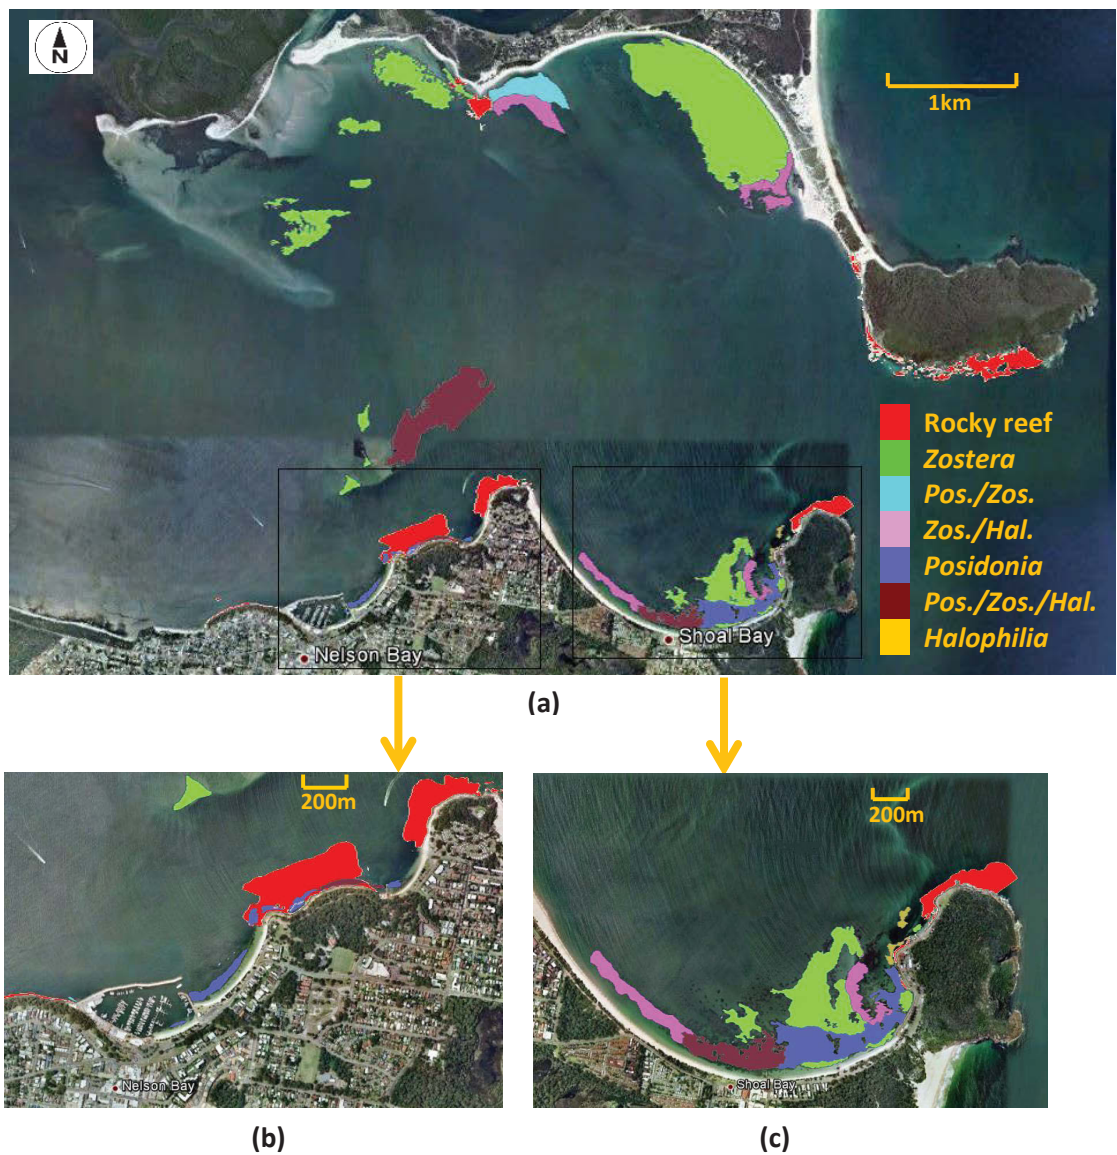 N
1km
Rocky reef
Zostera
Pos./Zos.
Zos./Hal.
Posidonia
Pos./Zos./Hal.
Halophilia
Nelson Bay
Shoal Bay
(a)
200m
200m
Nelson Bay
Shoal Bay
(b)
(c)